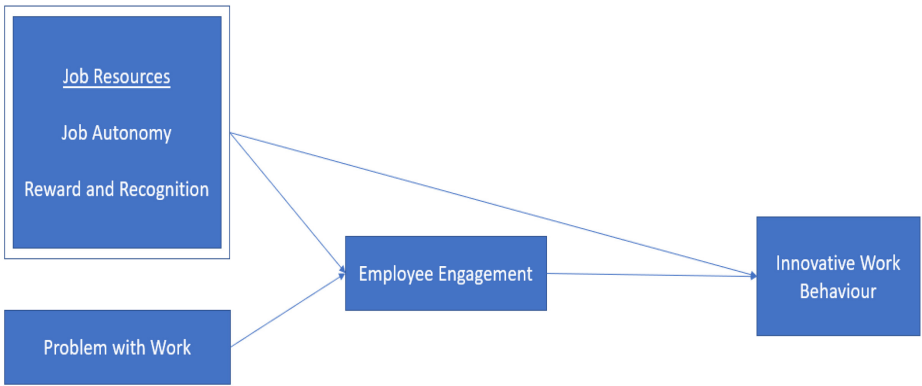 Job Resources
Job Autonomy
Reward and Recognition
Employee Engagement
Innovative Work
Behaviour
Problem with Work